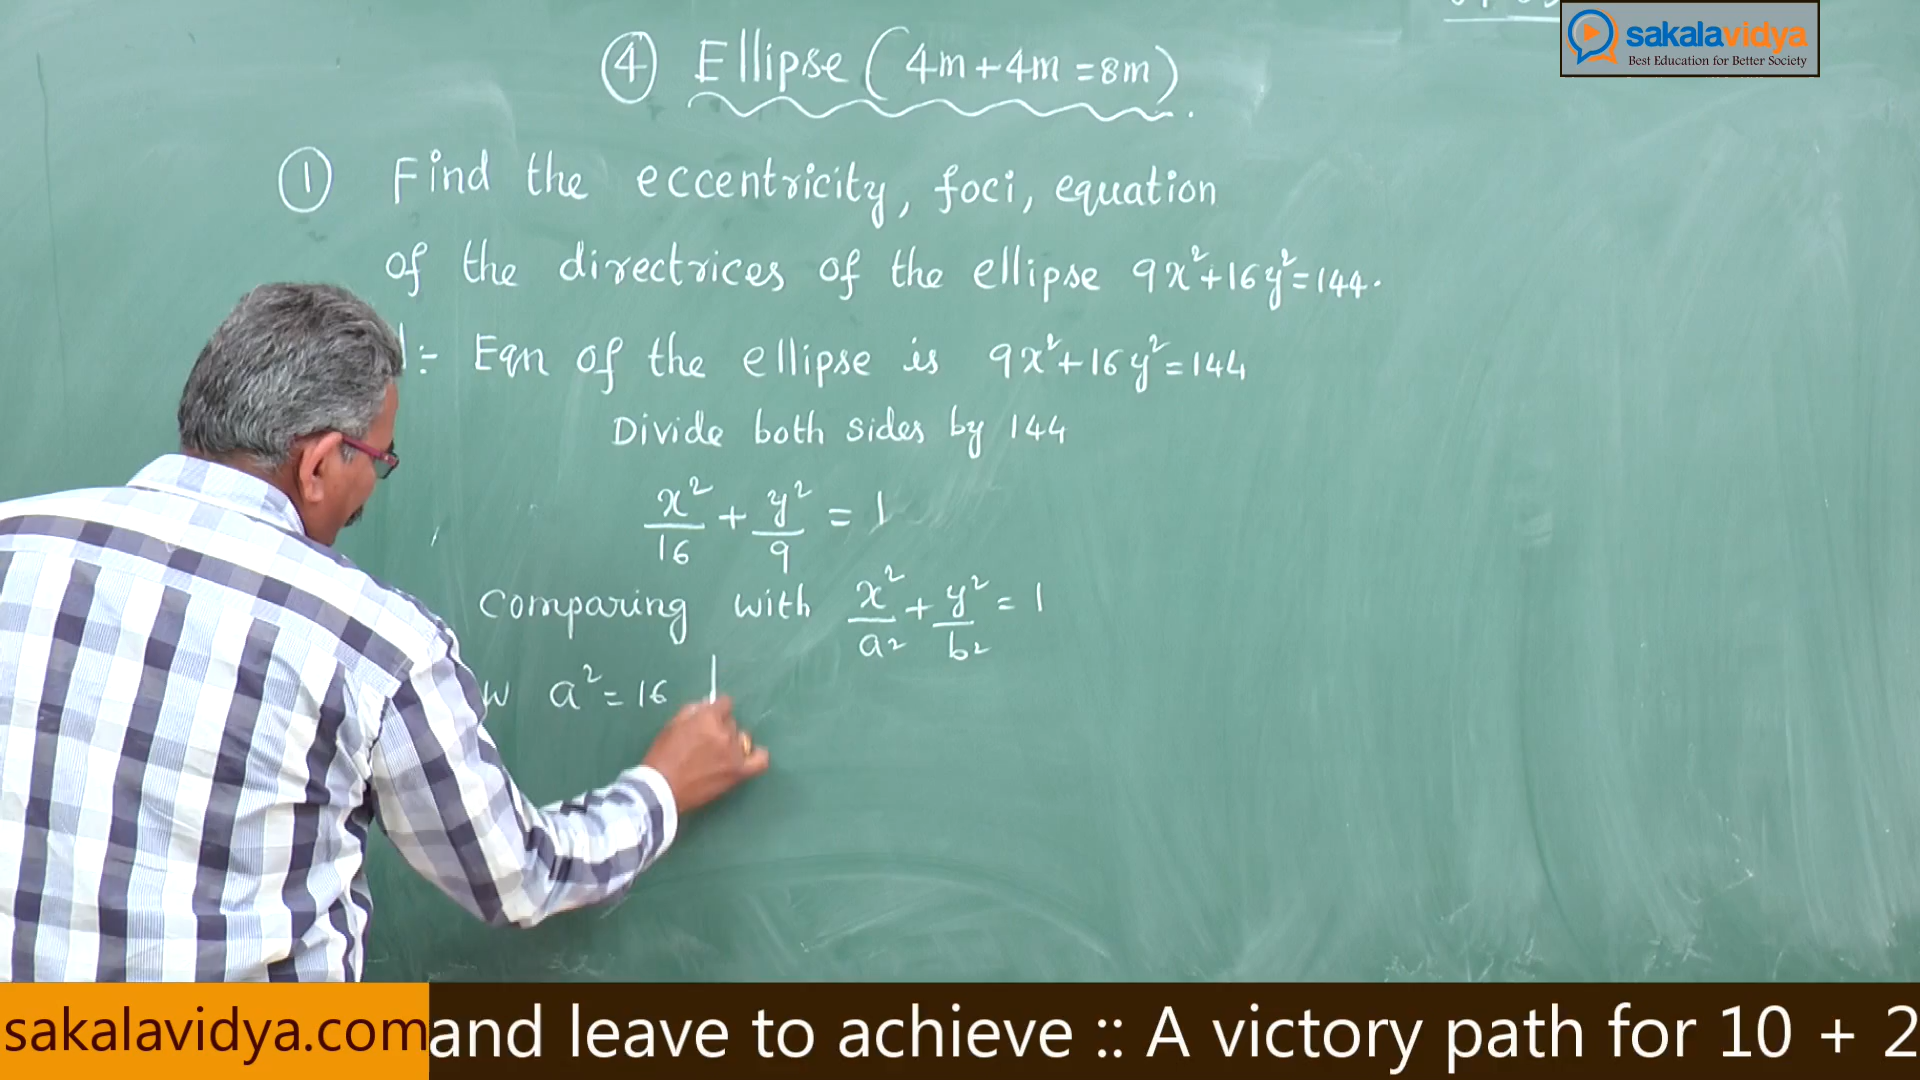 ④ Ellipse (4m+4m=8m).
sakalavidya
Best Education for Better Society
① Find the eccentricity, foci, equation
of the directrices of the ellipse 9x²+16y²=144.
:- Eqn of the ellipse is 9x²+16y²=144
Divide both sides by 144
x²/16 + y²/9 = 1
Comparing with x²/a² + y²/b² = 1
a²=16
sakalavidya.com and leave to achieve :: A victory path for 10 + 2